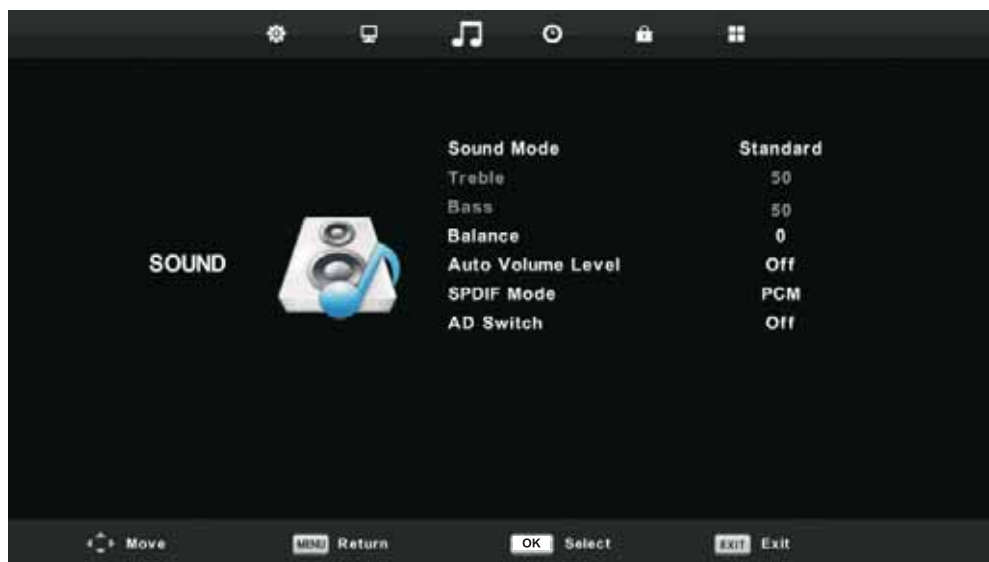 Sound Mode Standard
Treble 50
Bass 50
Balance 0
SOUND
Auto Volume Level Off
SPDIF Mode PCM
AD Switch Off
Move MENU Return OK Select EXIT Exit